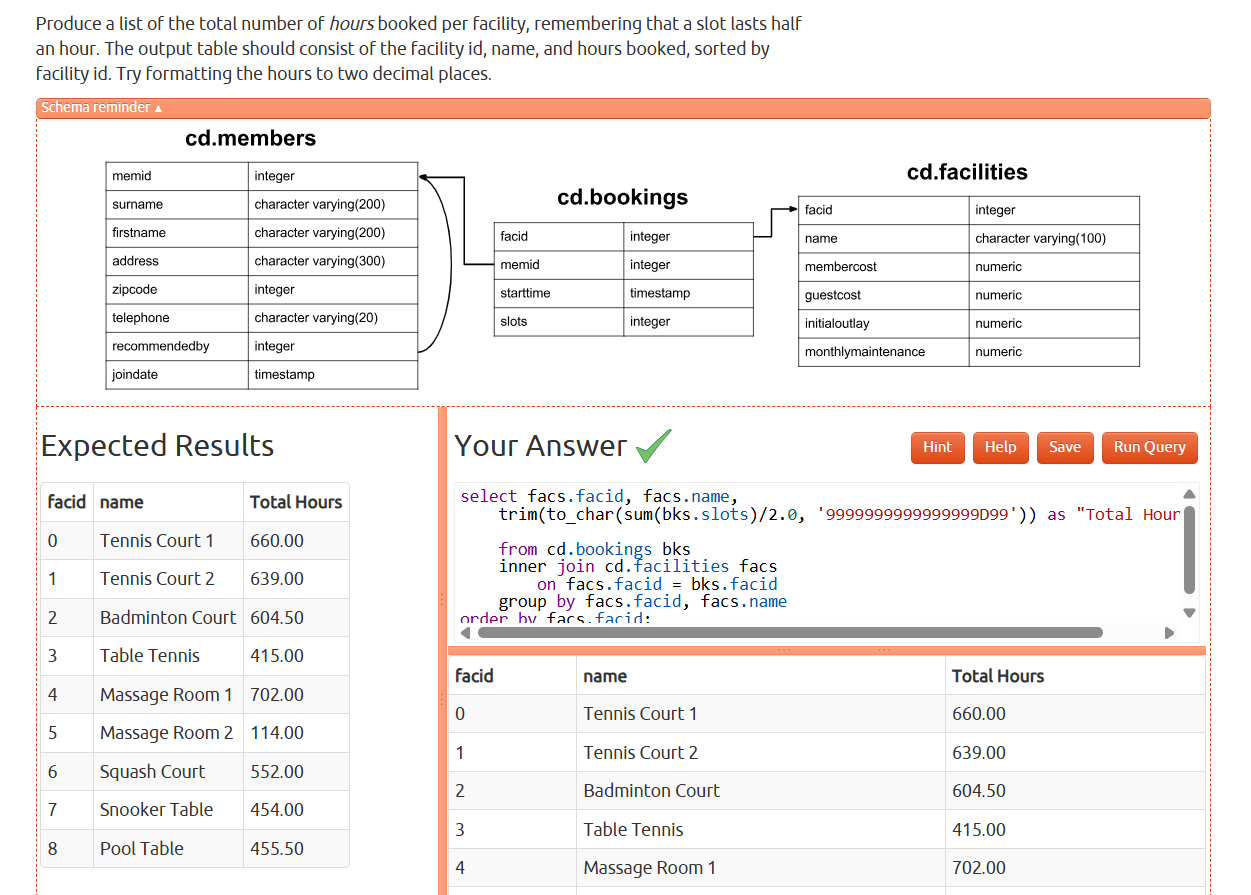 Produce a list of the total number of hours booked per facility, remembering that a slot lasts half
an hour. The output table should consist of the facility id, name, and hours booked, sorted by
facility id. Try formatting the hours to two decimal places.
Schema reminder ▲
cd.members
memid integer
surname character varying(200)
firstname character varying(200)
address character varying(300)
zipcode integer
telephone character varying(20)
recommendedby integer
joindate timestamp
cd.bookings
facid integer
memid integer
starttime timestamp
slots integer
cd.facilities
facid integer
name character varying(100)
membercost numeric
guestcost numeric
initialoutlay numeric
monthlymaintenance numeric
Expected Results
facid name Total Hours
0 Tennis Court 1 660.00
1 Tennis Court 2 639.00
2 Badminton Court 604.50
3 Table Tennis 415.00
4 Massage Room 1 702.00
5 Massage Room 2 114.00
6 Squash Court 552.00
7 Snooker Table 454.00
8 Pool Table 455.50
Your Answer
Hint Help Save Run Query
select facs.facid, facs.name,
trim(to_char(sum(bks.slots)/2.0, '9999999999999999D99')) as "Total Hour
from cd.bookings bks
inner join cd.facilities facs
on facs.facid = bks.facid
group by facs.facid, facs.name
order by facs.facid;
facid name Total Hours
0 Tennis Court 1 660.00
1 Tennis Court 2 639.00
2 Badminton Court 604.50
3 Table Tennis 415.00
4 Massage Room 1 702.00